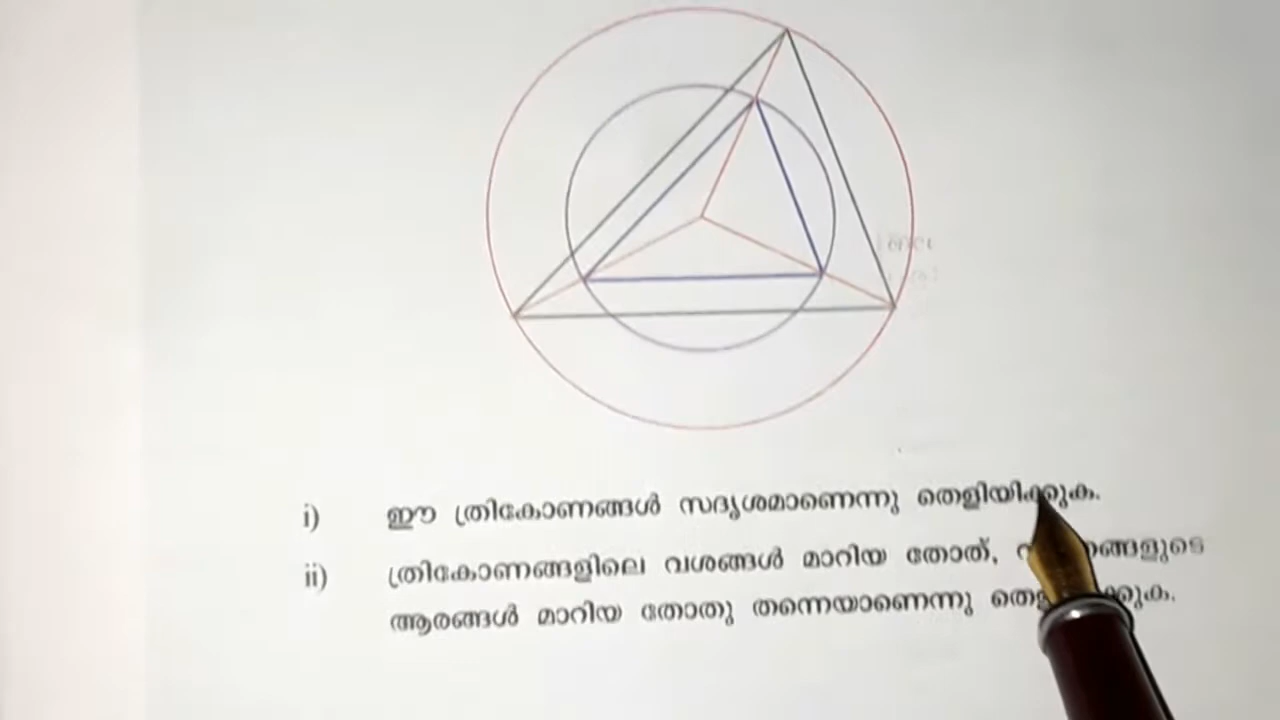 i) ഈ ത്രികോണങ്ങൾ സദൃശമാണെന്നു തെളിയിക്കുക.
ii) ത്രികോണങ്ങളിലെ വശങ്ങൾ മാറിയ തോത്,
ആരങ്ങൾ മാറിയ തോതു തന്നെയാണെന്നു